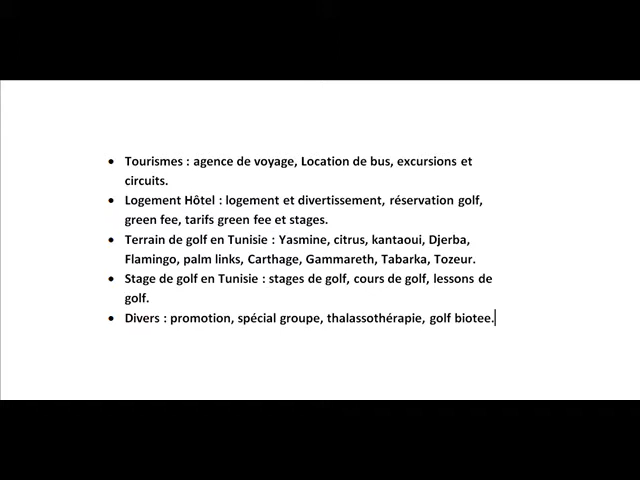 • Tourismes : agence de voyage, Location de bus, excursions et
circuits.
• Logement Hôtel : logement et divertissement, réservation golf,
green fee, tarifs green fee et stages.
• Terrain de golf en Tunisie : Yasmine, citrus, kantaoui, Djerba,
Flamingo, palm links, Carthage, Gammareth, Tabarka, Tozeur.
• Stage de golf en Tunisie : stages de golf, cours de golf, lessons de
golf.
• Divers : promotion, spécial groupe, thalassothérapie, golf biotee.